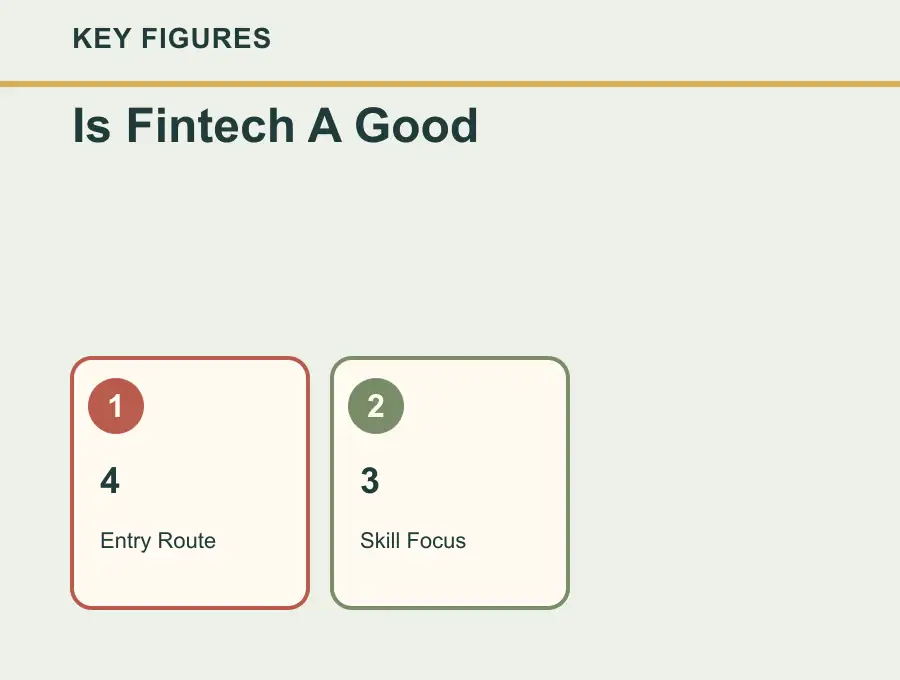 KEY FIGURES
Is Fintech A Good
1
4
Entry Route
2
3
Skill Focus